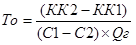 To = (KK2 - KK1) / (C1 - C2) × Qг